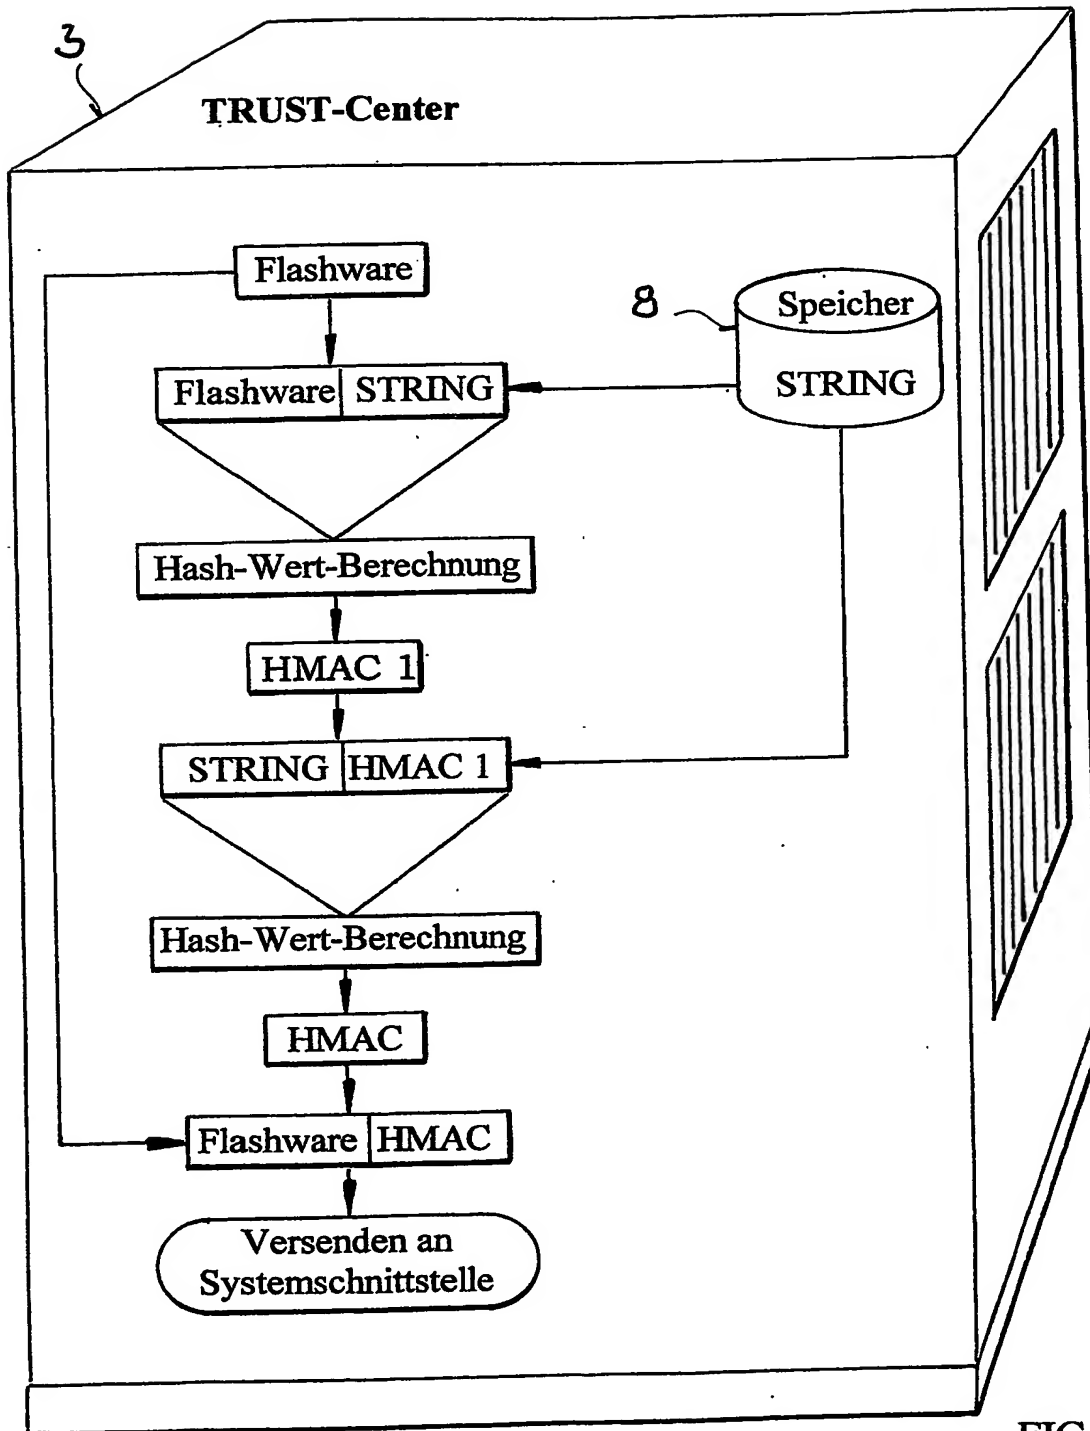 3
TRUST-Center
Flashware
8
Speicher
STRING
Flashware STRING
Hash-Wert-Berechnung
HMAC 1
STRING HMAC 1
Hash-Wert-Berechnung
HMAC
Flashware HMAC
Versenden an
Systemschnittstelle
FIG